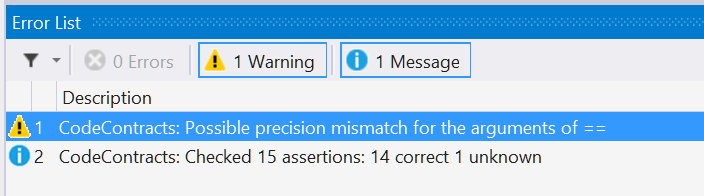 Error List
0 Errors 1 Warning 1 Message
Description
1 CodeContracts: Possible precision mismatch for the arguments of ==
2 CodeContracts: Checked 15 assertions: 14 correct 1 unknown